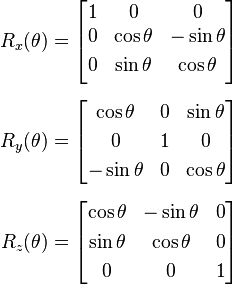 R_x(θ) = [ 1 0 0
0 cos θ − sin θ
0 sin θ cos θ ]
R_y(θ) = [ cos θ 0 sin θ
0 1 0
− sin θ 0 cos θ ]
R_z(θ) = [ cos θ − sin θ 0
sin θ cos θ 0
0 0 1 ]